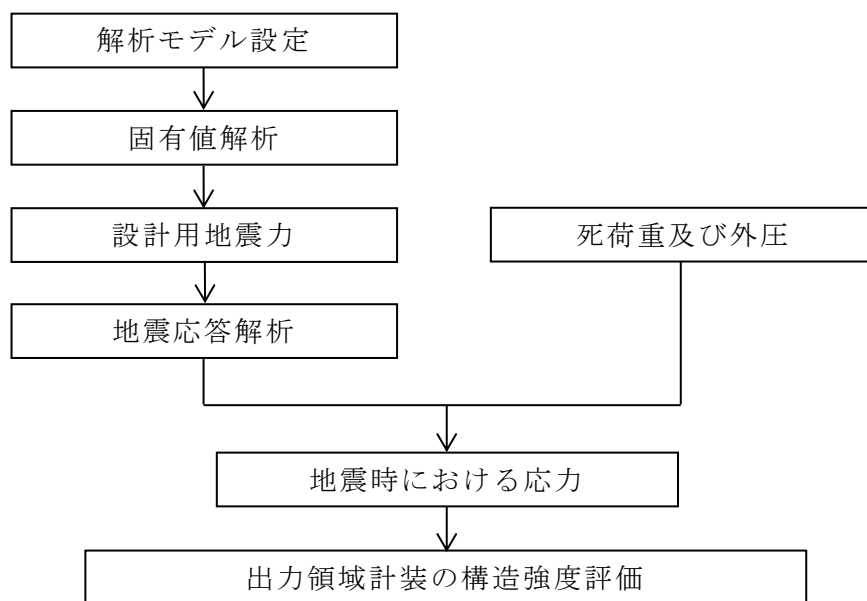 解析モデル設定
固有値解析
設計用地震力
死荷重及び外圧
地震応答解析
地震時における応力
出力領域計装の構造強度評価